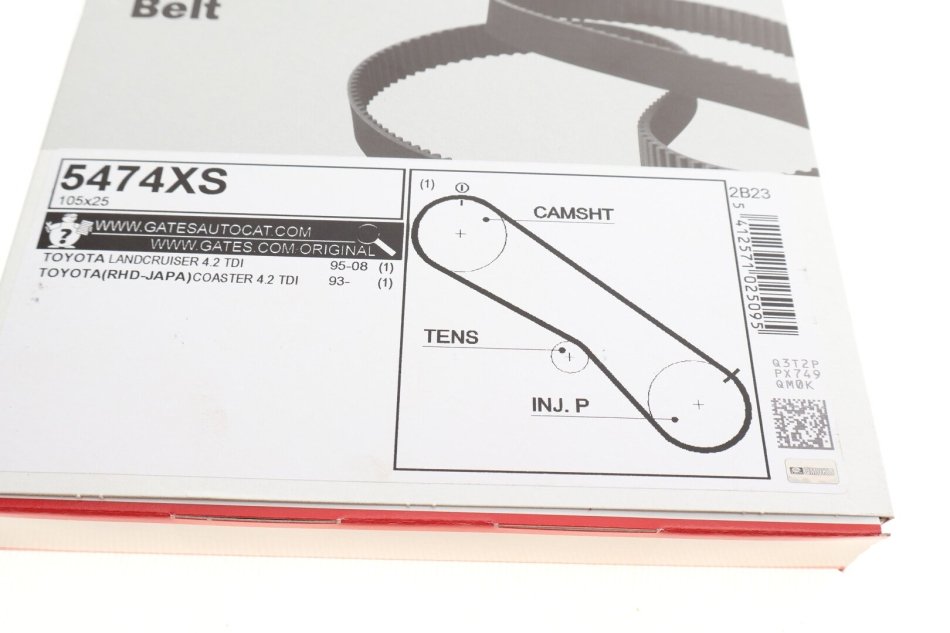 Belt
5474XS
105x25
WWW.GATESAUTOCAT.COM
WWW.GATES.COM-ORIGINAL
TOYOTA LANDCRUISER 4.2 TDI 95-08 (1)
TOYOTA(RHD-JAPA)COASTER 4.2 TDI 93- (1)
(1)
CAMSHT
TENS
INJ. P
2B23
5 412571 025095
Q3T2P
PX749
QM0K